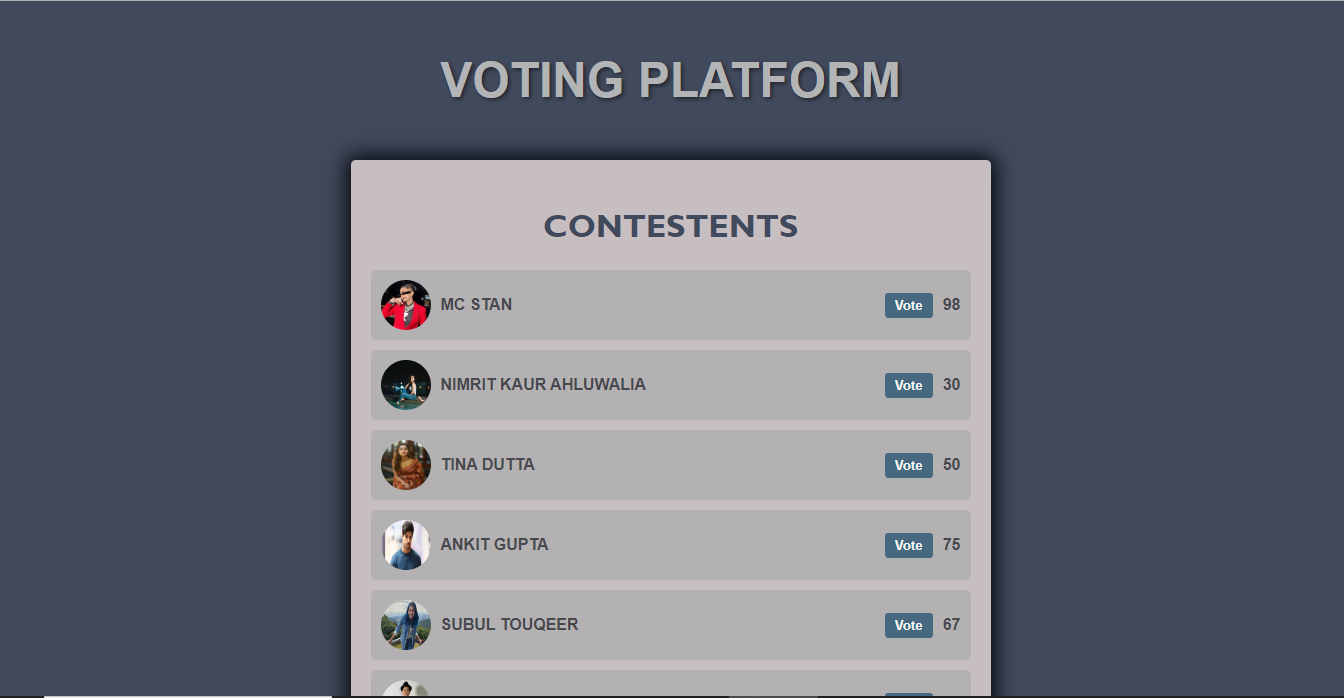 VOTING PLATFORM
CONTESTENTS
MC STAN Vote 98
NIMRIT KAUR AHLUWALIA Vote 30
TINA DUTTA Vote 50
ANKIT GUPTA Vote 75
SUBUL TOUQEER Vote 67